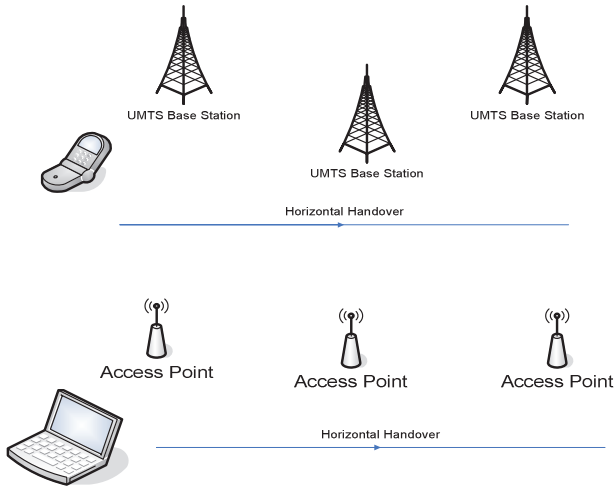 UMTS Base Station
UMTS Base Station
UMTS Base Station
Horizontal Handover
Access Point
Access Point
Access Point
Horizontal Handover